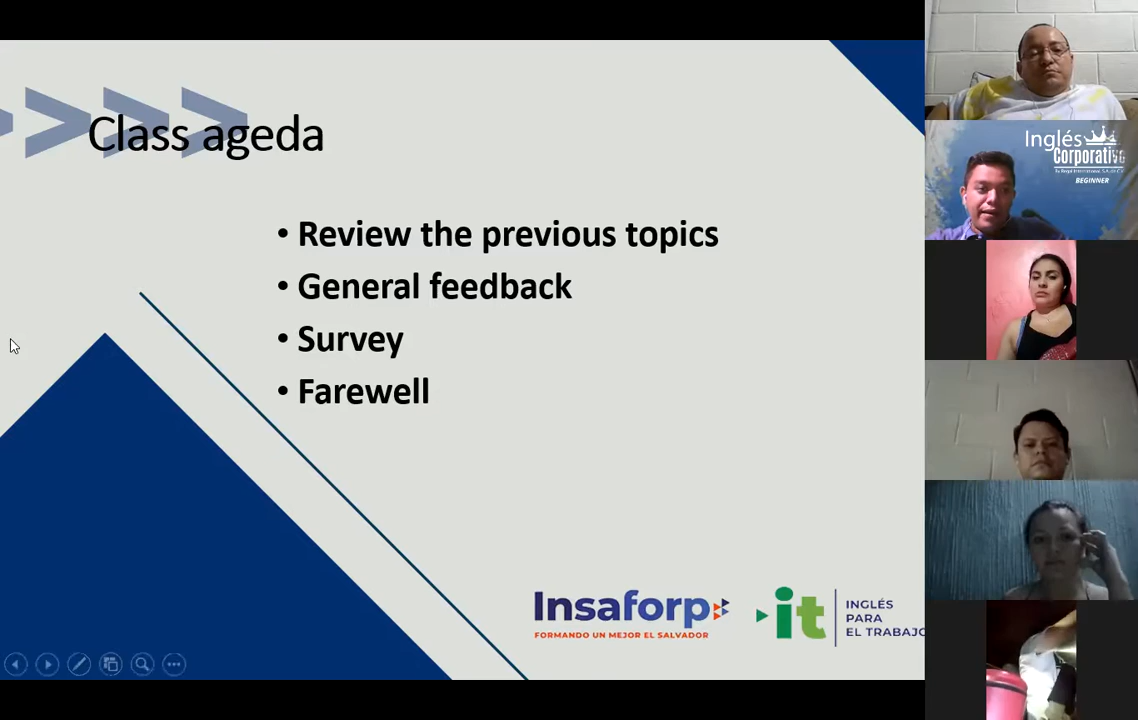 Class ageda
• Review the previous topics
• General feedback
• Survey
• Farewell
Insaforp
FORMANDO UN MEJOR EL SALVADOR
it
INGLÉS
PARA
EL TRABAJO
Inglés
Corporativo
BEGINNER